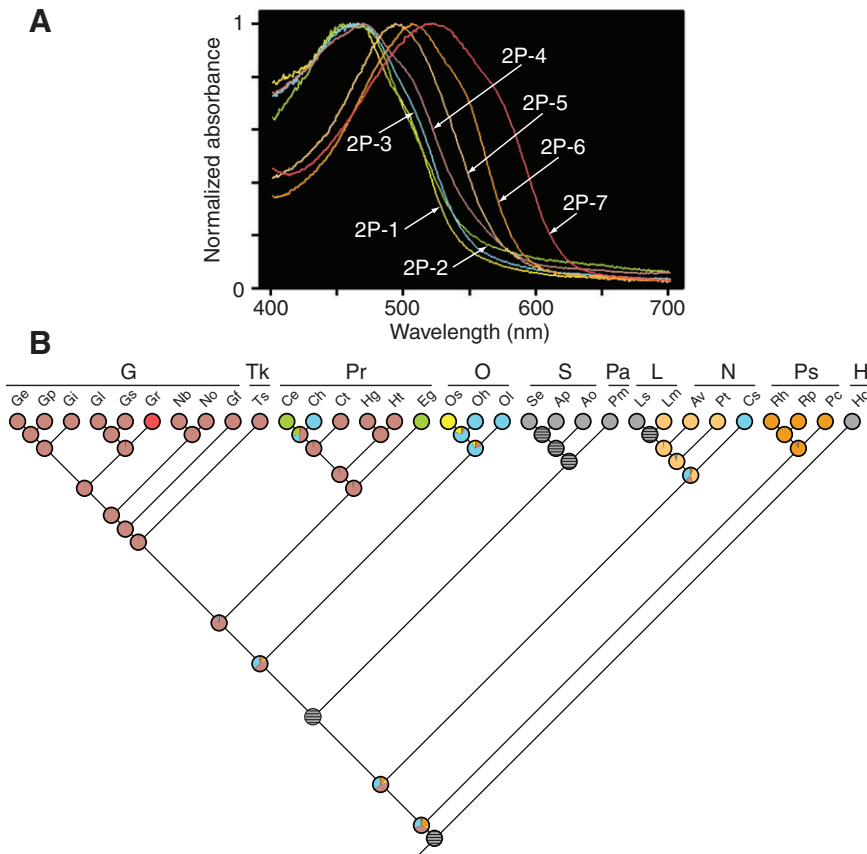 A
1
Normalized absorbance
0
2P-4
2P-5
2P-3
2P-6
2P-7
2P-1
2P-2
400 500 600 700
Wavelength (nm)
B
G Tk Pr O S Pa L N Ps H
Ge Gp Gi Gl Gs Gr Nb No Gf Ts Ce Ch Ct Hg Ht Eg Os Oh Ol Se Ap Ao Pm Ls Lm Av Pt Cs Rh Rp Pc Hc